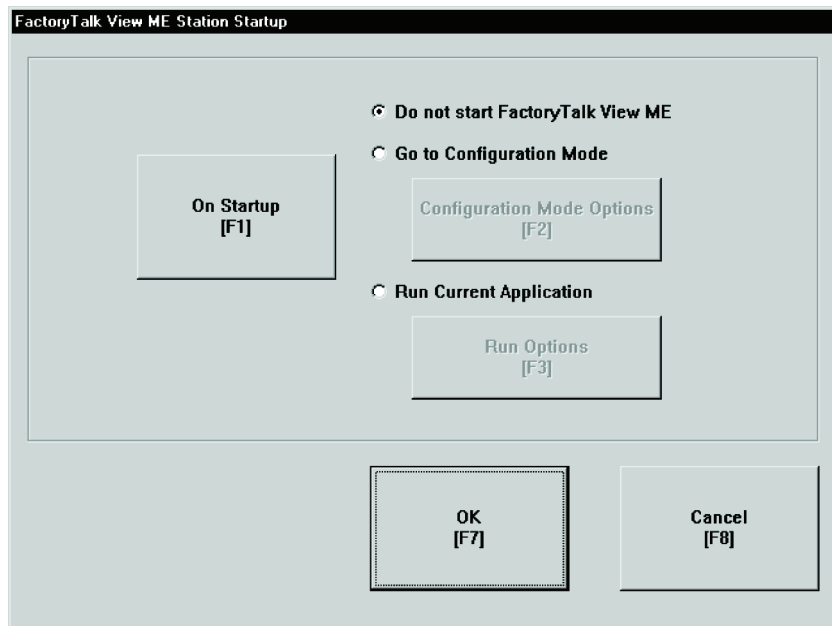 FactoryTalk View ME Station Startup
Do not start FactoryTalk View ME
Go to Configuration Mode
On Startup
[F1]
Configuration Mode Options
[F2]
Run Current Application
Run Options
[F3]
OK
[F7]
Cancel
[F8]